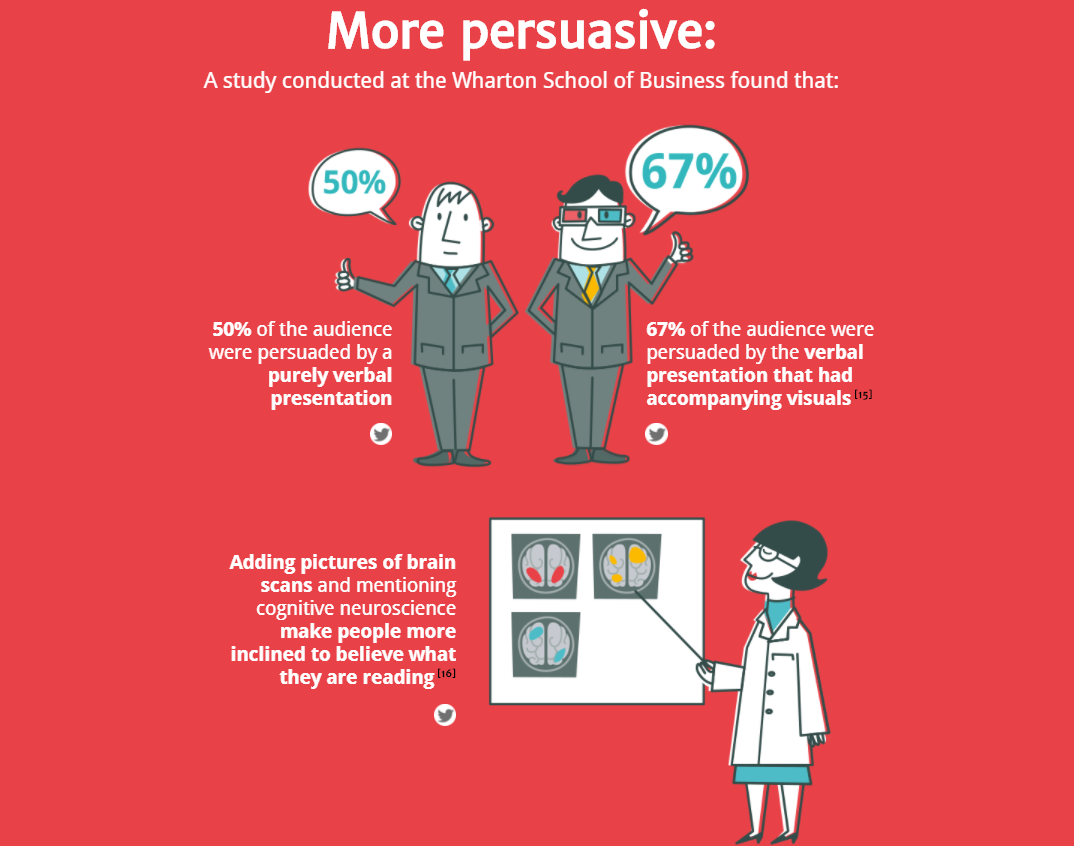 More persuasive:
A study conducted at the Wharton School of Business found that:
50%
67%
50% of the audience
were persuaded by a
purely verbal
presentation
67% of the audience were
persuaded by the verbal
presentation that had
accompanying visuals [15]
Adding pictures of brain
scans and mentioning
cognitive neuroscience
make people more
inclined to believe what
they are reading [16]